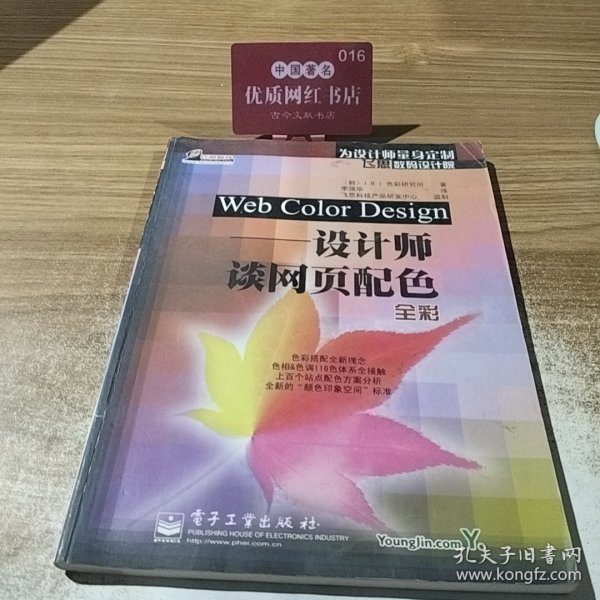 016
中国著名
优质网红书店
古今文献书店
为设计师量身定制
飞思数码设计院
（韩）I.R.I 色彩研究所 著
李强华 译
飞思科技产品研发中心 监制
Web Color Design
——设计师
谈网页配色
全彩
色彩搭配全新理念
色相&色调116色体系全接触
上百个站点配色方案分析
全新的“颜色印象空间”标准
電子工業出版社
PUBLISHING HOUSE OF ELECTRONICS INDUSTRY
http://www.phei.com.cn
YoungJin.com Y
孔夫子旧书网
www.kongfz.com